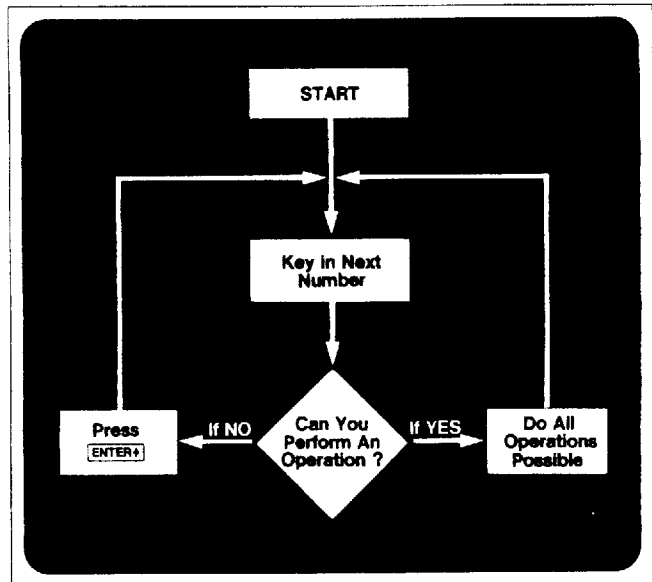 START
Key in Next
Number
Can You
Perform An
Operation ?
If NO
If YES
Press
ENTER↑
Do All
Operations
Possible